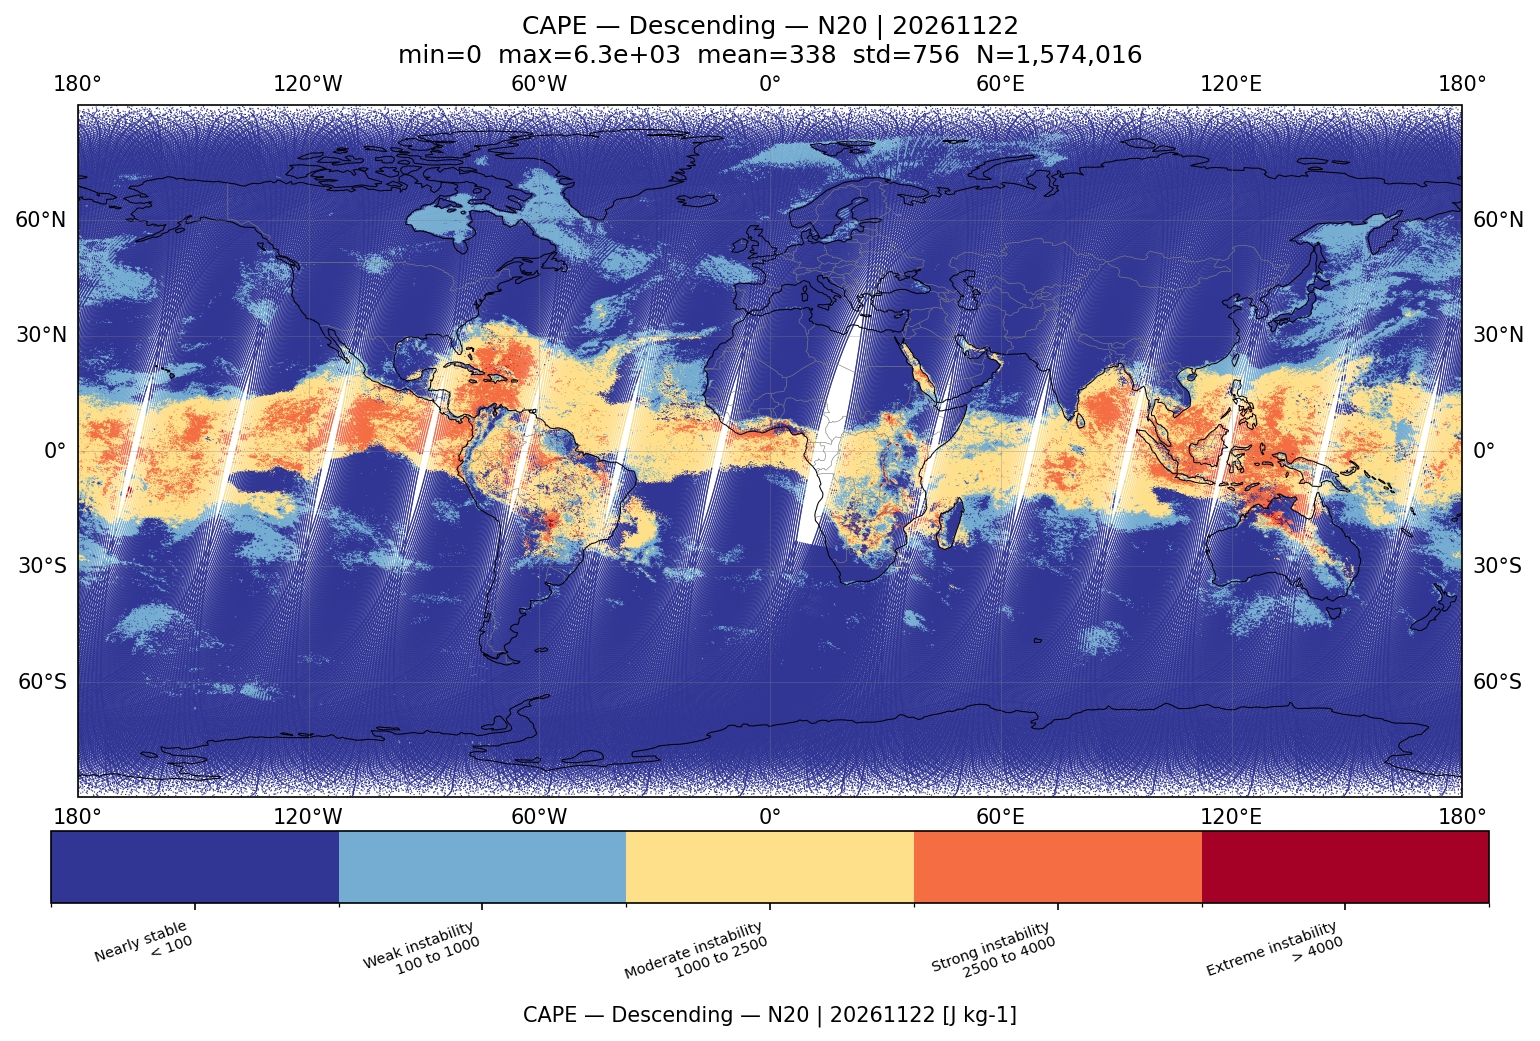 CAPE — Descending — N20 | 20261122
min=0  max=6.3e+03  mean=338  std=756  N=1,574,016
180° 120°W 60°W 0° 60°E 120°E 180°
60°N 60°N
30°N 30°N
0° 0°
30°S 30°S
60°S 60°S
180° 120°W 60°W 0° 60°E 120°E 180°
Nearly stable
< 100
Weak instability
100 to 1000
Moderate instability
1000 to 2500
Strong instability
2500 to 4000
Extreme instability
> 4000
CAPE — Descending — N20 | 20261122 [J kg-1]